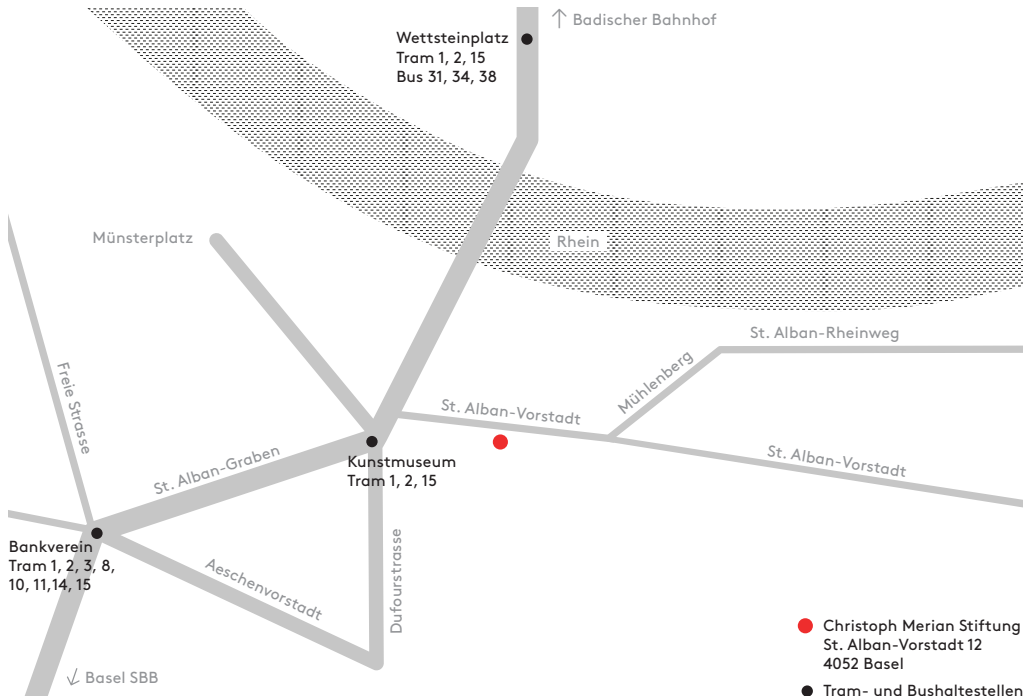 ↑ Badischer Bahnhof
Wettsteinplatz
Tram 1, 2, 15
Bus 31, 34, 38
Münsterplatz
Rhein
St. Alban-Rheinweg
Mühlenberg
Freie Strasse
St. Alban-Vorstadt
St. Alban-Vorstadt
St. Alban-Graben
Kunstmuseum
Tram 1, 2, 15
Bankverein
Tram 1, 2, 3, 8,
10, 11,14, 15
Aeschenvorstadt
Dufourstrasse
↓ Basel SBB
Christoph Merian Stiftung
St. Alban-Vorstadt 12
4052 Basel
Tram- und Bushaltestellen